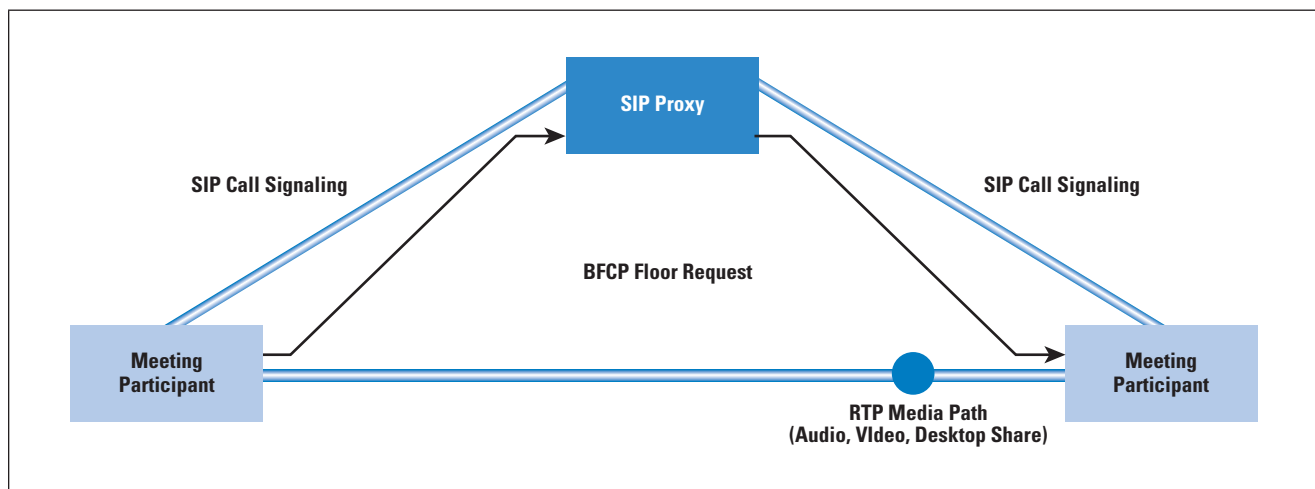 SIP Proxy
SIP Call Signaling
SIP Call Signaling
BFCP Floor Request
Meeting
Participant
Meeting
Participant
RTP Media Path
(Audio, VIdeo, Desktop Share)